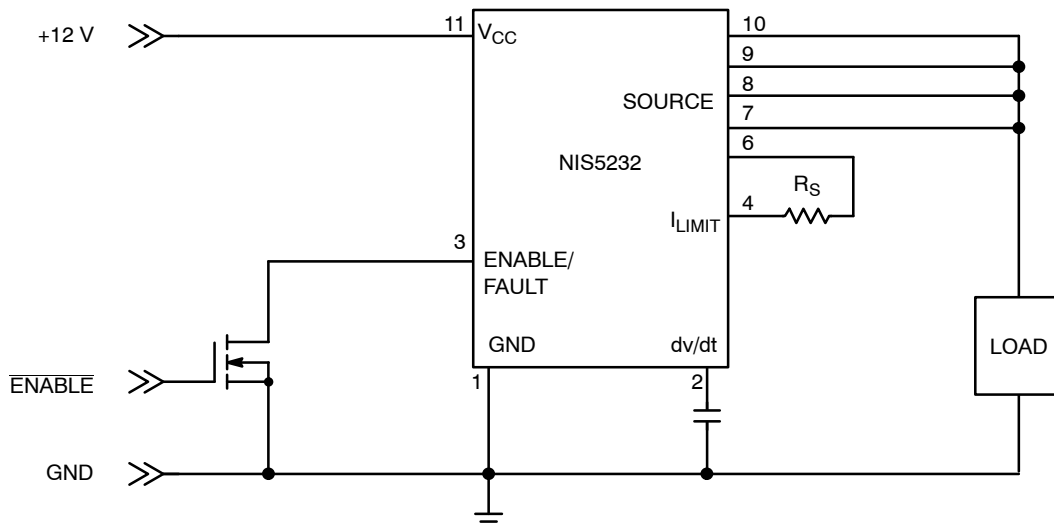 +12 V
11
V_CC
10
9
8
SOURCE
7
6
NIS5232
R_S
4
I_LIMIT
3
ENABLE/
FAULT
GND
dv/dt
LOAD
ENABLE
1
2
GND